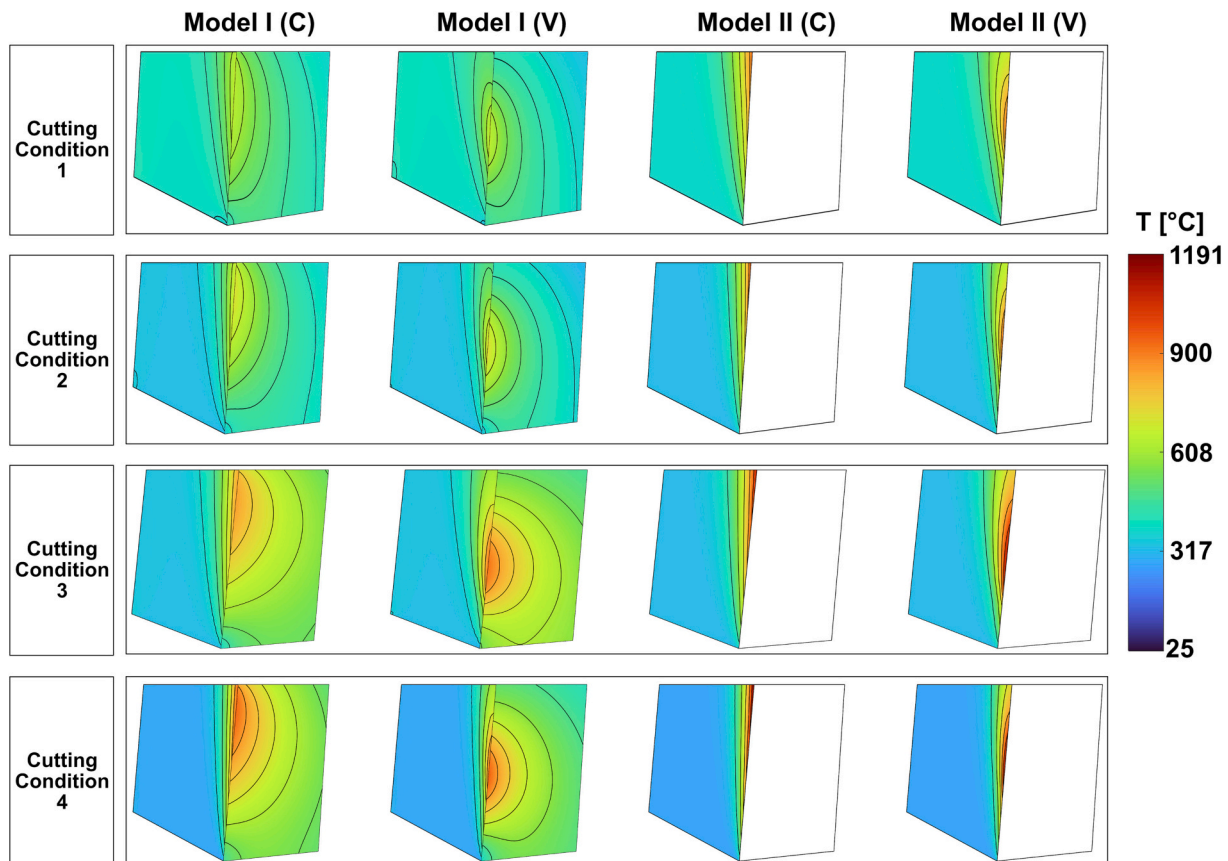 Model I (C) Model I (V) Model II (C) Model II (V)
Cutting
Condition
1
T [°C]
1191
900
608
317
25
Cutting
Condition
2
Cutting
Condition
3
Cutting
Condition
4